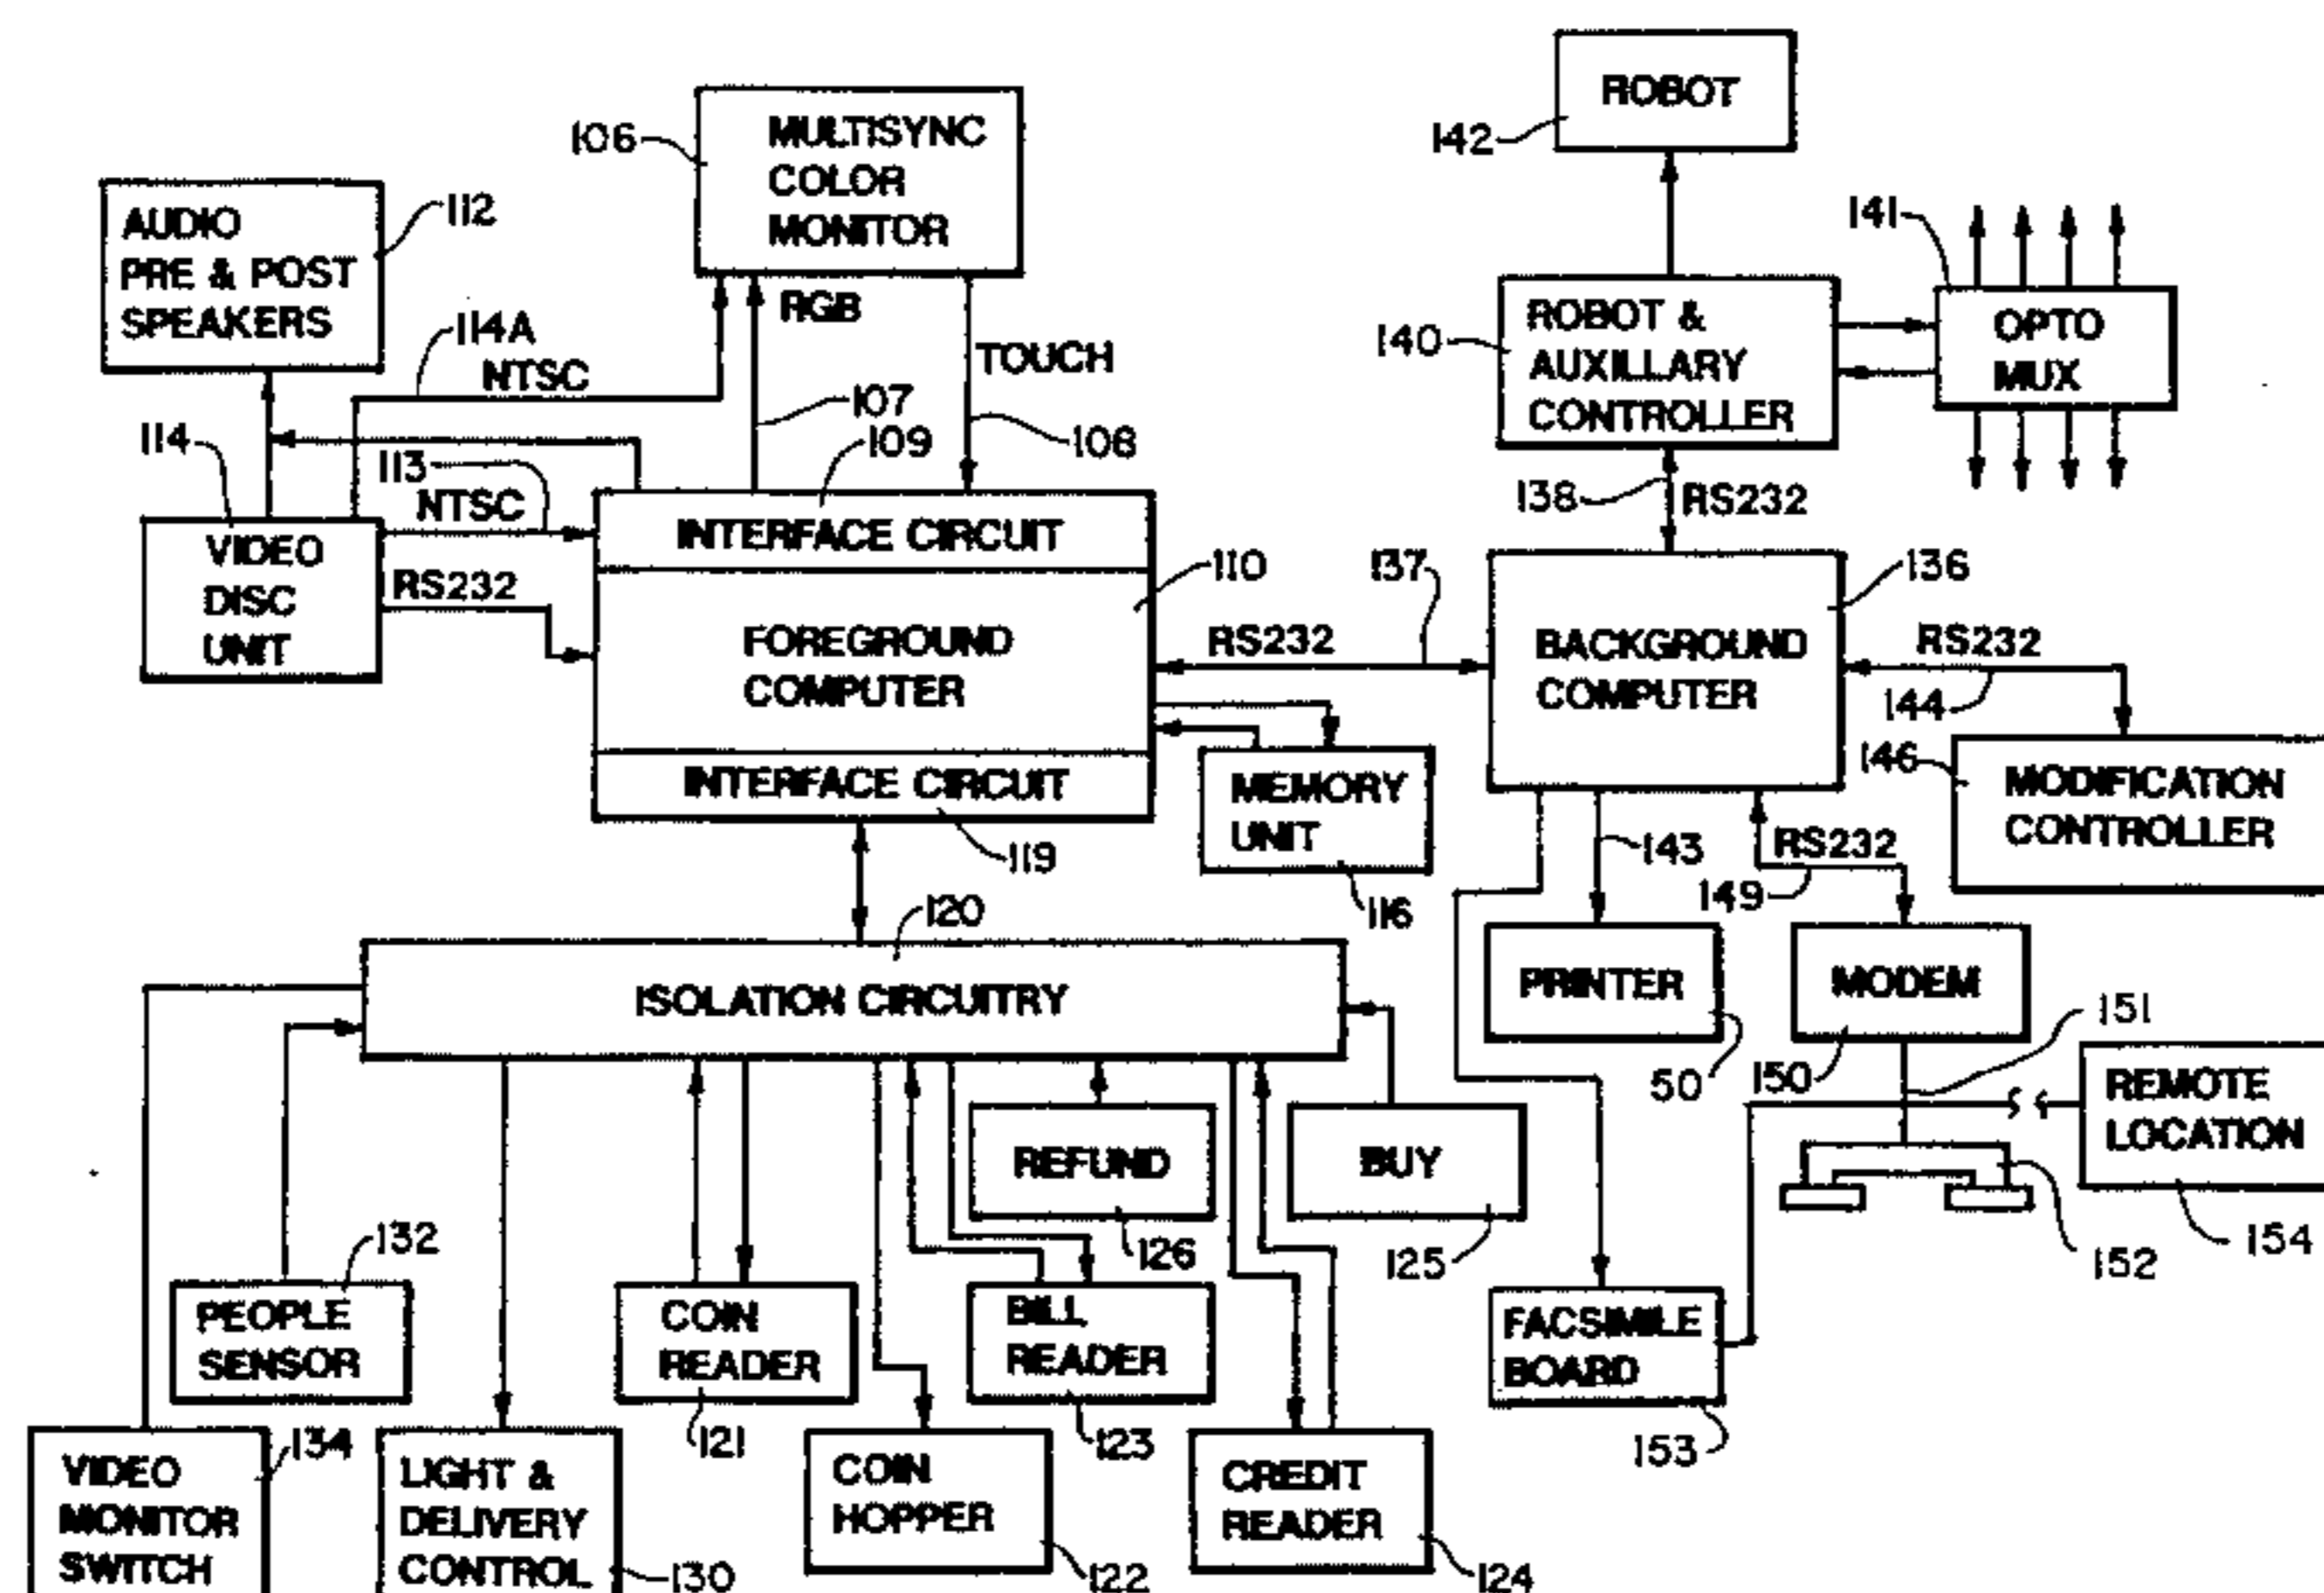 ROBOT
142
106
MULTISYNC
COLOR
MONITOR
AUDIO
PRE & POST
SPEAKERS
112
141
RGB
TOUCH
114A
NTSC
140
ROBOT &
AUXILLARY
CONTROLLER
OPTO
MUX
107
108
109
114
113
NTSC
138
RS232
VIDEO
DISC
UNIT
RS232
INTERFACE CIRCUIT
110
137
136
FOREGROUND
COMPUTER
RS232
BACKGROUND
COMPUTER
RS232
144
INTERFACE CIRCUIT
119
MEMORY
UNIT
116
146
MODIFICATION
CONTROLLER
143
RS232
149
120
ISOLATION CIRCUITRY
PRINTER
50
MODEM
150
151
REMOTE
LOCATION
154
152
REFUND
126
BUY
125
132
PEOPLE
SENSOR
COIN
READER
121
BILL
READER
123
FACSIMILE
BOARD
153
134
VIDEO
MONITOR
SWITCH
LIGHT &
DELIVERY
CONTROL
130
COIN
HOPPER
122
CREDIT
READER
124